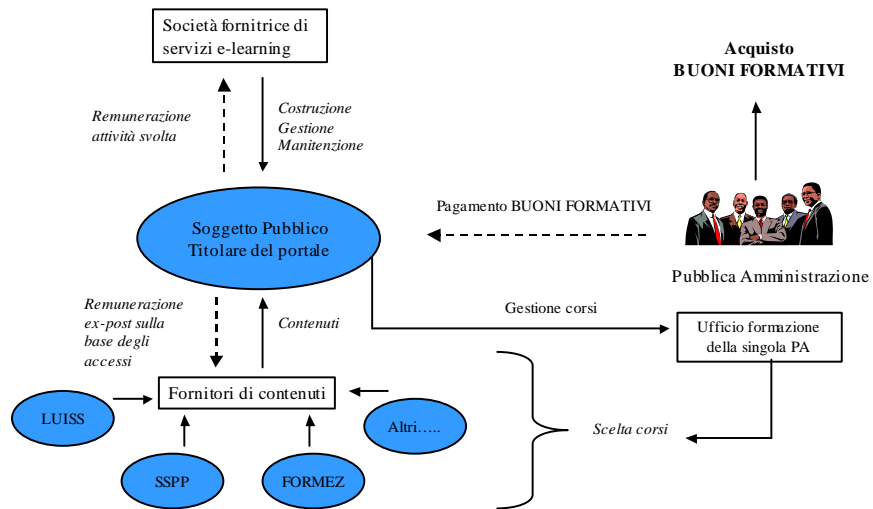 Società fornitrice di
servizi e-learning
Acquisto
BUONI FORMATIVI
Remunerazione
attività svolta
Costruzione
Gestione
Manitenzione
Pagamento BUONI FORMATIVI
Soggetto Pubblico
Titolare del portale
Pubblica Amministrazione
Remunerazione
ex-post sulla
base degli
accessi
Contenuti
Gestione corsi
Ufficio formazione
della singola PA
Fornitori di contenuti
LUISS
Altri…..
Scelta corsi
SSPP
FORMEZ